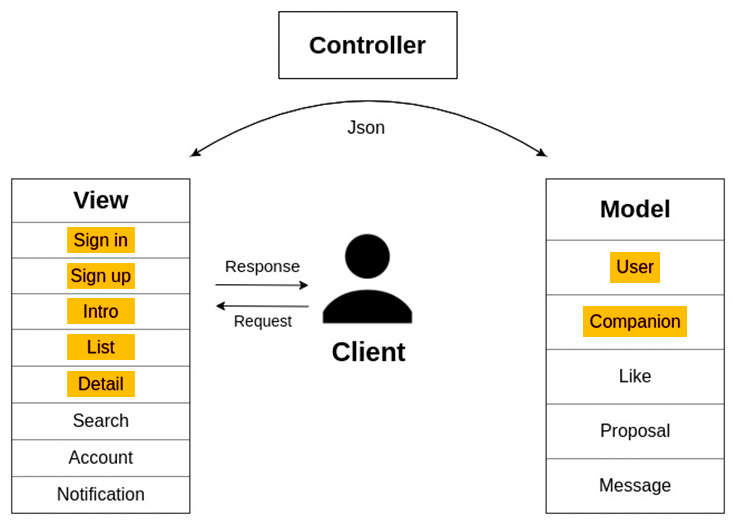 Controller
Json
View
Sign in
Sign up
Intro
List
Detail
Search
Account
Notification
Response
Request
Client
Model
User
Companion
Like
Proposal
Message